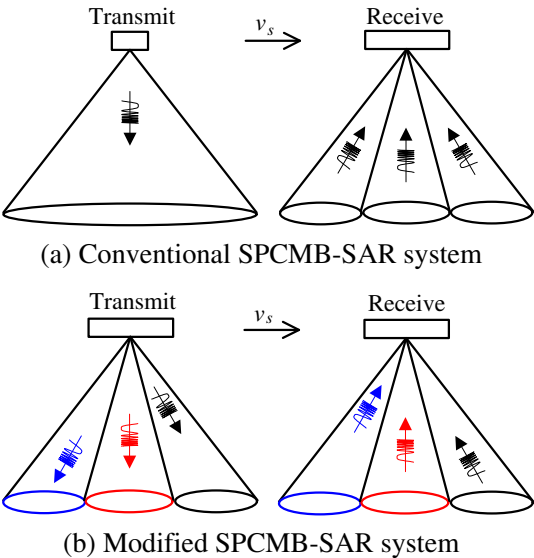 Transmit
v_s
Receive
(a) Conventional SPCMB-SAR system
Transmit
v_s
Receive
(b) Modified SPCMB-SAR system